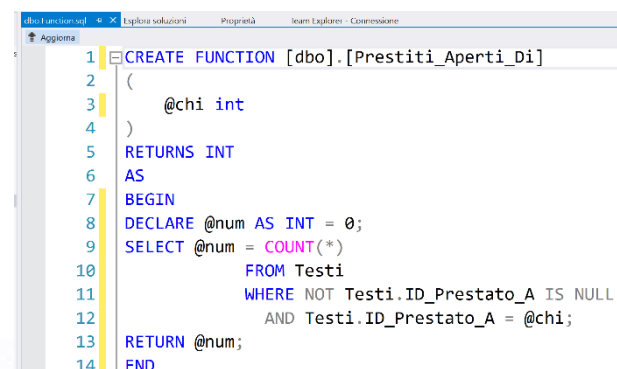 dbo.Function.sql Esplora soluzioni Proprietà Team Explorer - Connessione
Aggiorna
1 CREATE FUNCTION [dbo].[Prestiti_Aperti_Di]
2 (
3 @chi int
4 )
5 RETURNS INT
6 AS
7 BEGIN
8 DECLARE @num AS INT = 0;
9 SELECT @num = COUNT(*)
10 FROM Testi
11 WHERE NOT Testi.ID_Prestato_A IS NULL
12 AND Testi.ID_Prestato_A = @chi;
13 RETURN @num;
14 END